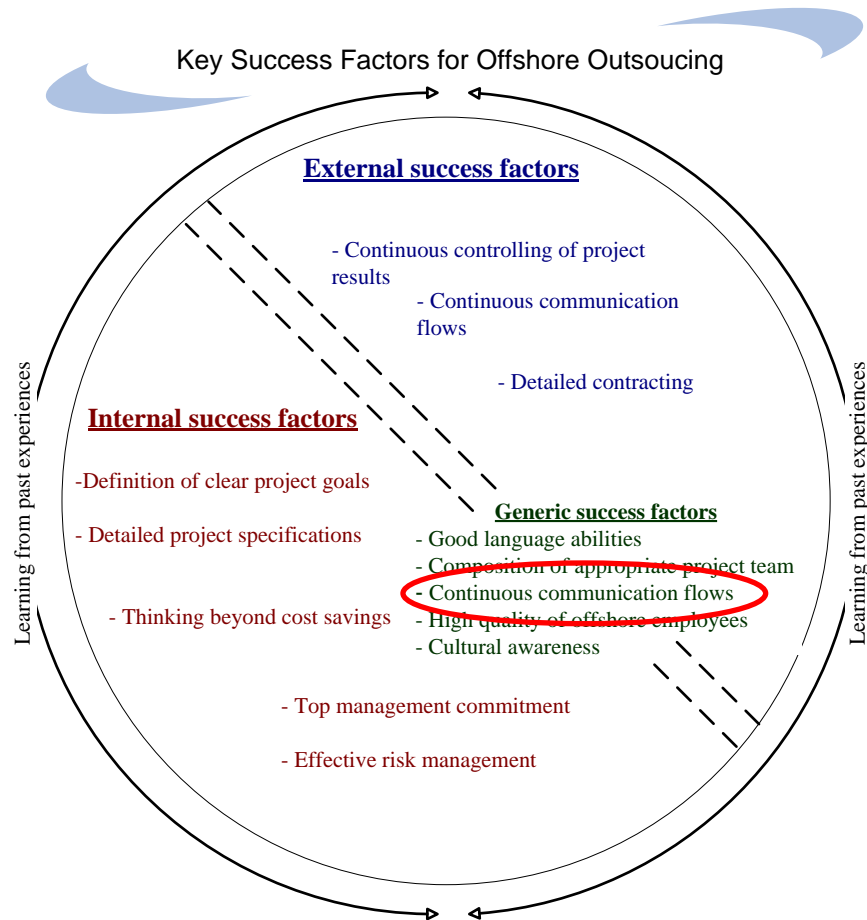 Key Success Factors for Offshore Outsoucing
External success factors
- Continuous controlling of project
results
- Continuous communication
flows
- Detailed contracting
Learning from past experiences
Internal success factors
-Definition of clear project goals
- Detailed project specifications
- Thinking beyond cost savings
- Top management commitment
- Effective risk management
Generic success factors
- Good language abilities
- Composition of appropriate project team
- Continuous communication flows
- High quality of offshore employees
- Cultural awareness
Learning from past experiences